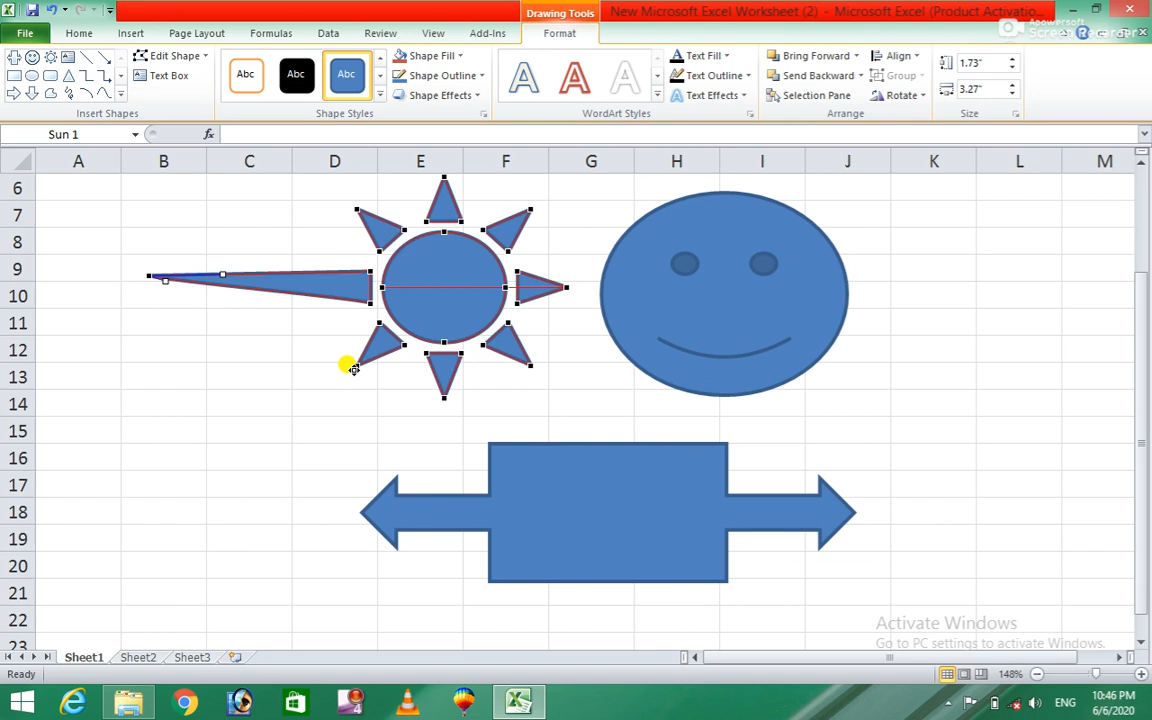 Drawing Tools
New Microsoft Excel Worksheet (2) - Microsoft Excel (Product Activatio...
File Home Insert Page Layout Formulas Data Review View Add-Ins Format
Apowersoft
Screen Recorder
Edit Shape
Text Box
Insert Shapes
Abc Abc Abc
Shape Fill
Shape Outline
Shape Effects
Shape Styles
A A A
Text Fill
Text Outline
Text Effects
WordArt Styles
Bring Forward
Send Backward
Selection Pane
Align
Group
Rotate
Arrange
1.73"
3.27"
Size
Sun 1
fx
A B C D E F G H I J K L M
6
7
8
9
10
11
12
13
14
15
16
17
18
19
20
21
22
23
Activate Windows
Go to PC settings to activate Windows.
Sheet1 Sheet2 Sheet3
Ready
148%
ENG
10:46 PM
6/6/2020